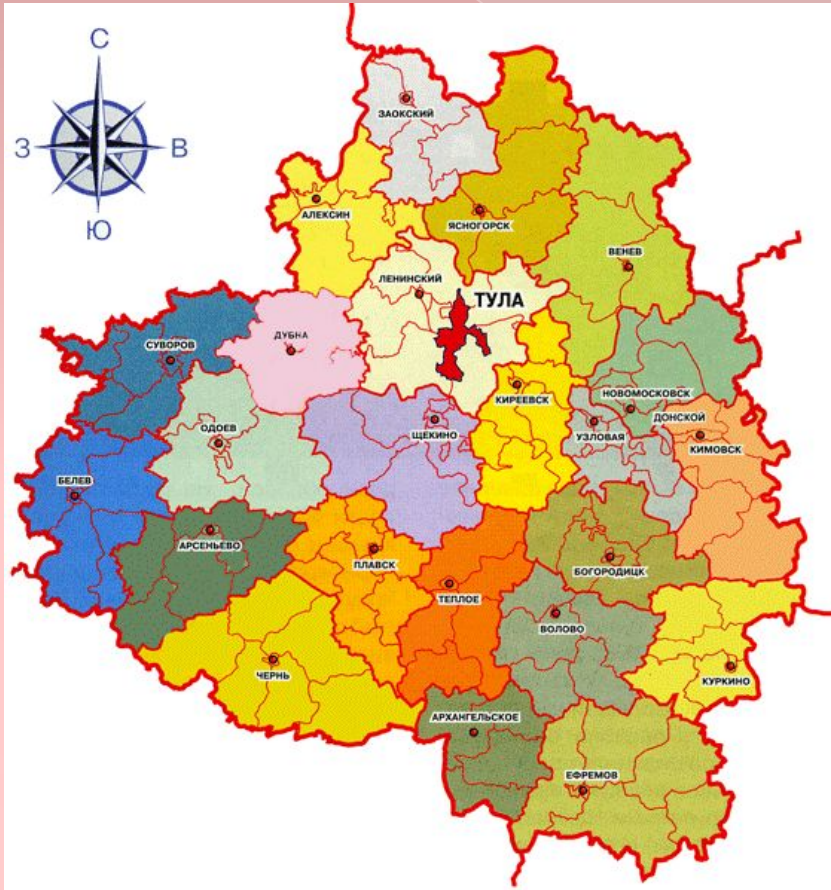 С
З
В
Ю
ЗАОКСКИЙ
АЛЕКСИН
ЯСНОГОРСК
ВЕНЕВ
ЛЕНИНСКИЙ
ТУЛА
ДУБНА
СУВОРОВ
КИРЕЕВСК
НОВОМОСКОВСК
ДОНСКОЙ
ЩЕКИНО
УЗЛОВАЯ
КИМОВСК
ОДОЕВ
БЕЛЕВ
АРСЕНЬЕВО
ПЛАВСК
БОГОРОДИЦК
ТЕПЛОЕ
ВОЛОВО
ЧЕРНЬ
КУРКИНО
АРХАНГЕЛЬСКОЕ
ЕФРЕМОВ